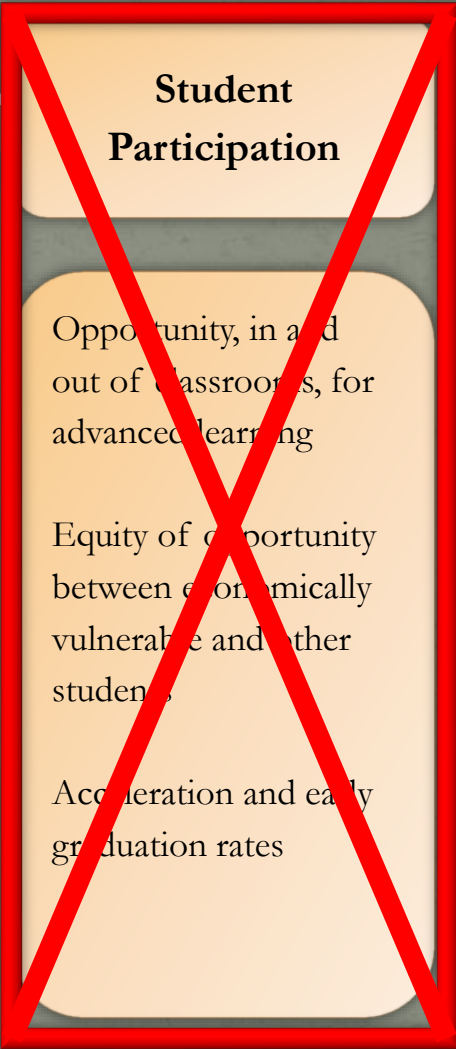 Student
Participation
Opportunity, in and
out of classrooms, for
advanced learning
Equity of opportunity
between economically
vulnerable and other
students
Acceleration and early
graduation rates